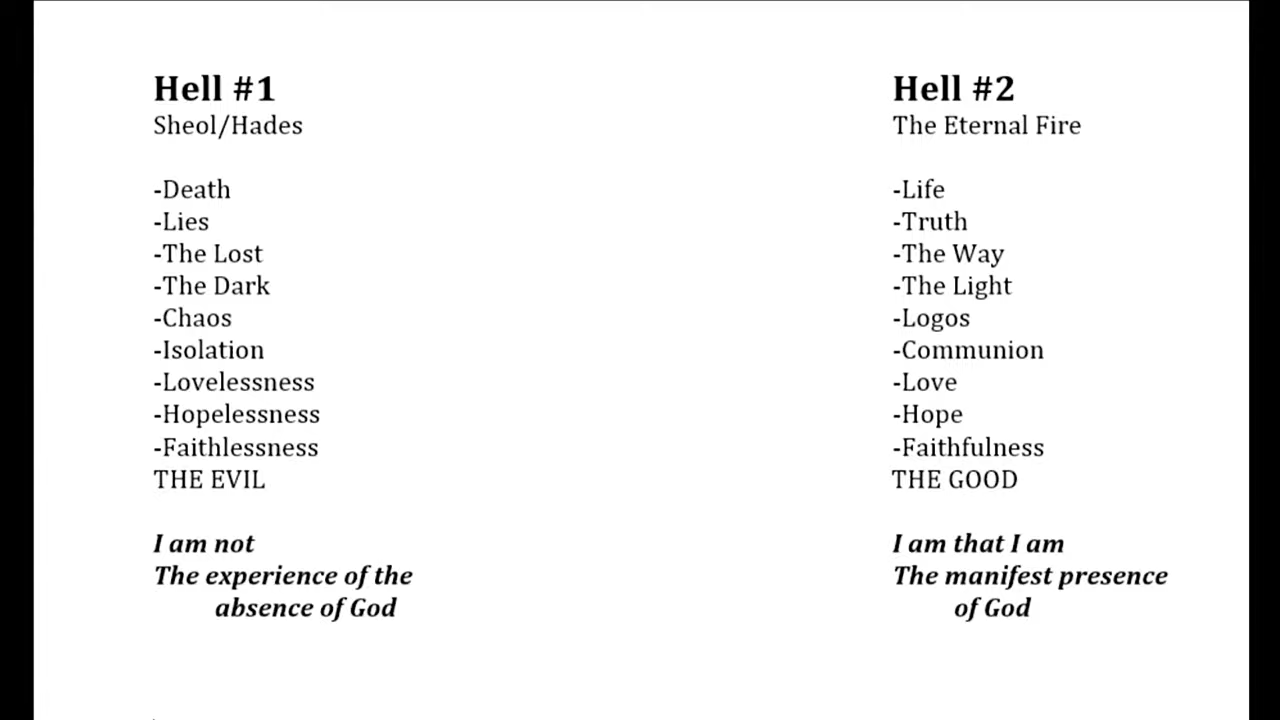 Hell #1
Sheol/Hades
-Death
-Lies
-The Lost
-The Dark
-Chaos
-Isolation
-Lovelessness
-Hopelessness
-Faithlessness
THE EVIL
I am not
The experience of the
absence of God
Hell #2
The Eternal Fire
-Life
-Truth
-The Way
-The Light
-Logos
-Communion
-Love
-Hope
-Faithfulness
THE GOOD
I am that I am
The manifest presence
of God